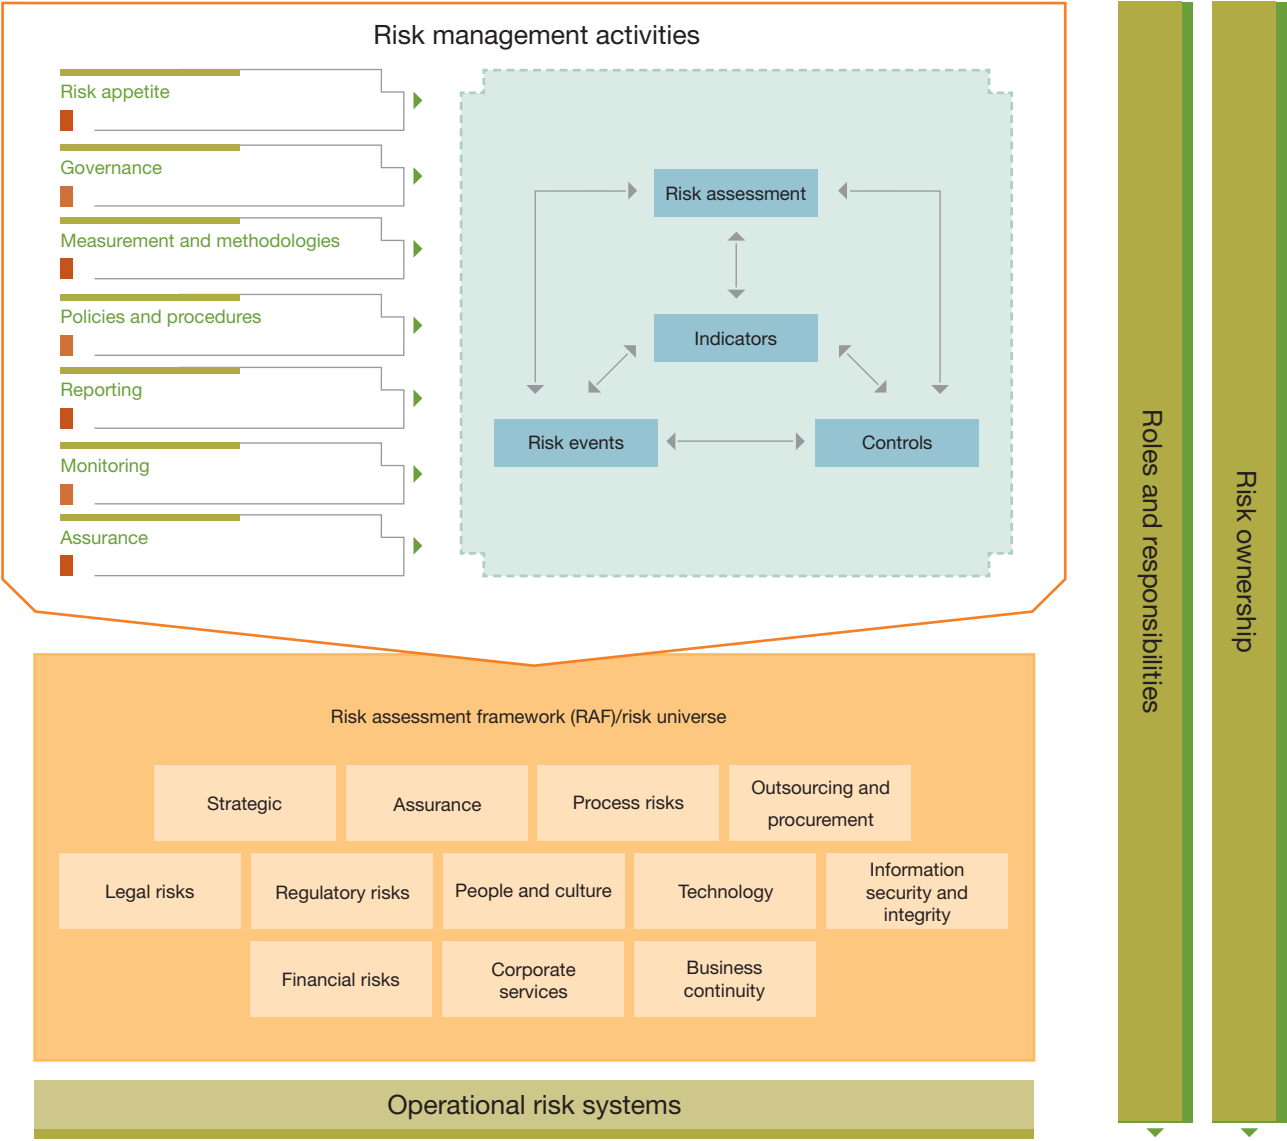 Risk management activities
Risk appetite
Governance
Measurement and methodologies
Policies and procedures
Reporting
Monitoring
Assurance
Risk assessment
Indicators
Risk events
Controls
Risk assessment framework (RAF)/risk universe
Strategic
Assurance
Process risks
Outsourcing and
procurement
Legal risks
Regulatory risks
People and culture
Technology
Information
security and
integrity
Financial risks
Corporate
services
Business
continuity
Operational risk systems
Roles and responsibilities
Risk ownership